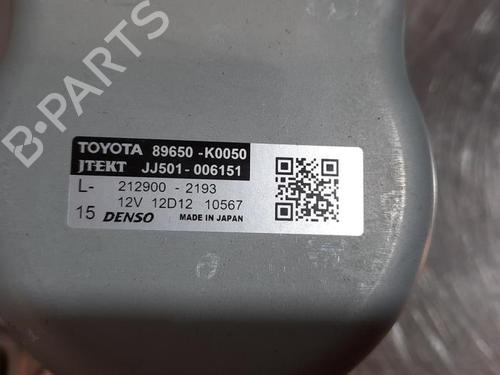 TOYOTA 89650-K0050
JTEKT JJ501-006151
L- 212900-2193
12V 12D12 10567
15 DENSO MADE IN JAPAN
B-PARTS